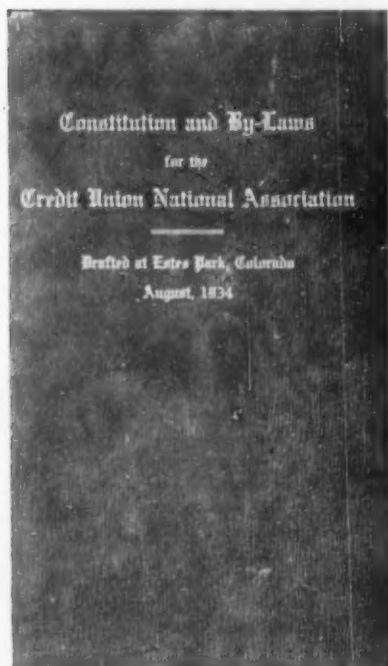 Constitution and By-Laws
for the
Credit Union National Association
Drafted at Estes Park, Colorado
August, 1934